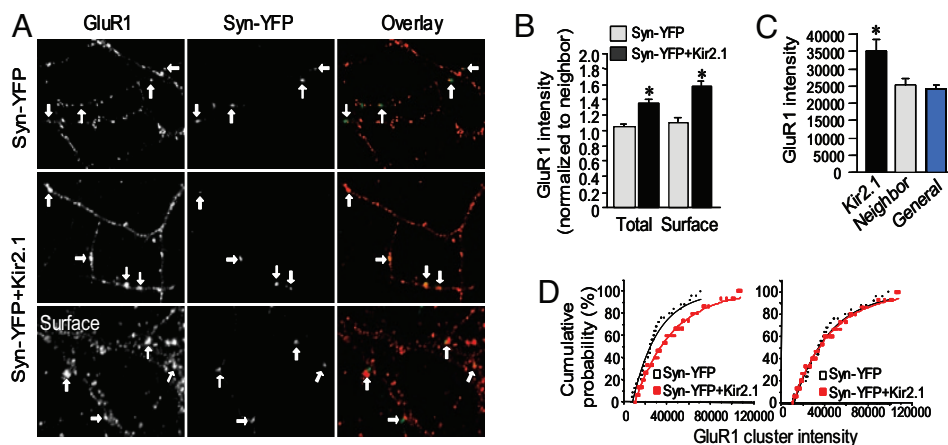 A
GluR1
Syn-YFP
Overlay
Syn-YFP
Syn-YFP+Kir2.1
Surface
B
Syn-YFP
Syn-YFP+Kir2.1
GluR1 intensity
(normalized to neighbor)
1.8
1.6
1.4
1.2
1.0
0.8
0.6
0.4
0.2
0
*
*
Total
Surface
C
GluR1 intensity
40000
35000
30000
25000
20000
15000
10000
5000
0
*
Kir2.1
Neighbor
General
D
Cumulative
probability (%)
100
80
60
40
20
0
Syn-YFP
Syn-YFP+Kir2.1
40000
80000
120000
100
80
60
40
20
0
Syn-YFP
Syn-YFP+Kir2.1
40000
80000
120000
GluR1 cluster intensity